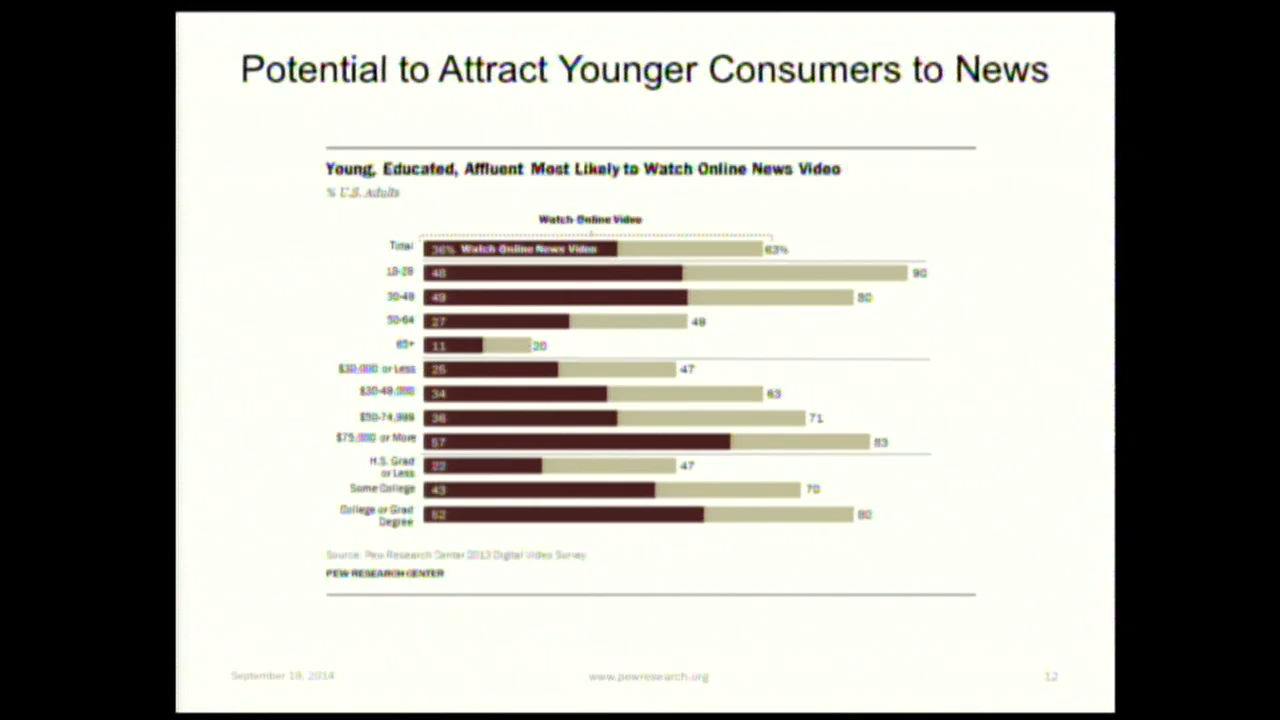 Potential to Attract Younger Consumers to News
Young, Educated, Affluent Most Likely to Watch Online News Video
% U.S. Adults
Watch Online Video
Total 36% Watch Online News Video 63%
18-29 48 90
30-49 49 80
50-64 27 49
65+ 11 20
$30,000 or Less 25 47
$30-49,000 34 63
$50-74,999 36 71
$75,000 or More 57 83
H.S. Grad
or Less 22 47
Some College 43 70
College or Grad
Degree 52 80
Source: Pew Research Center 2013 Digital Video Survey
PEW RESEARCH CENTER
September 19, 2014 www.pewresearch.org 12